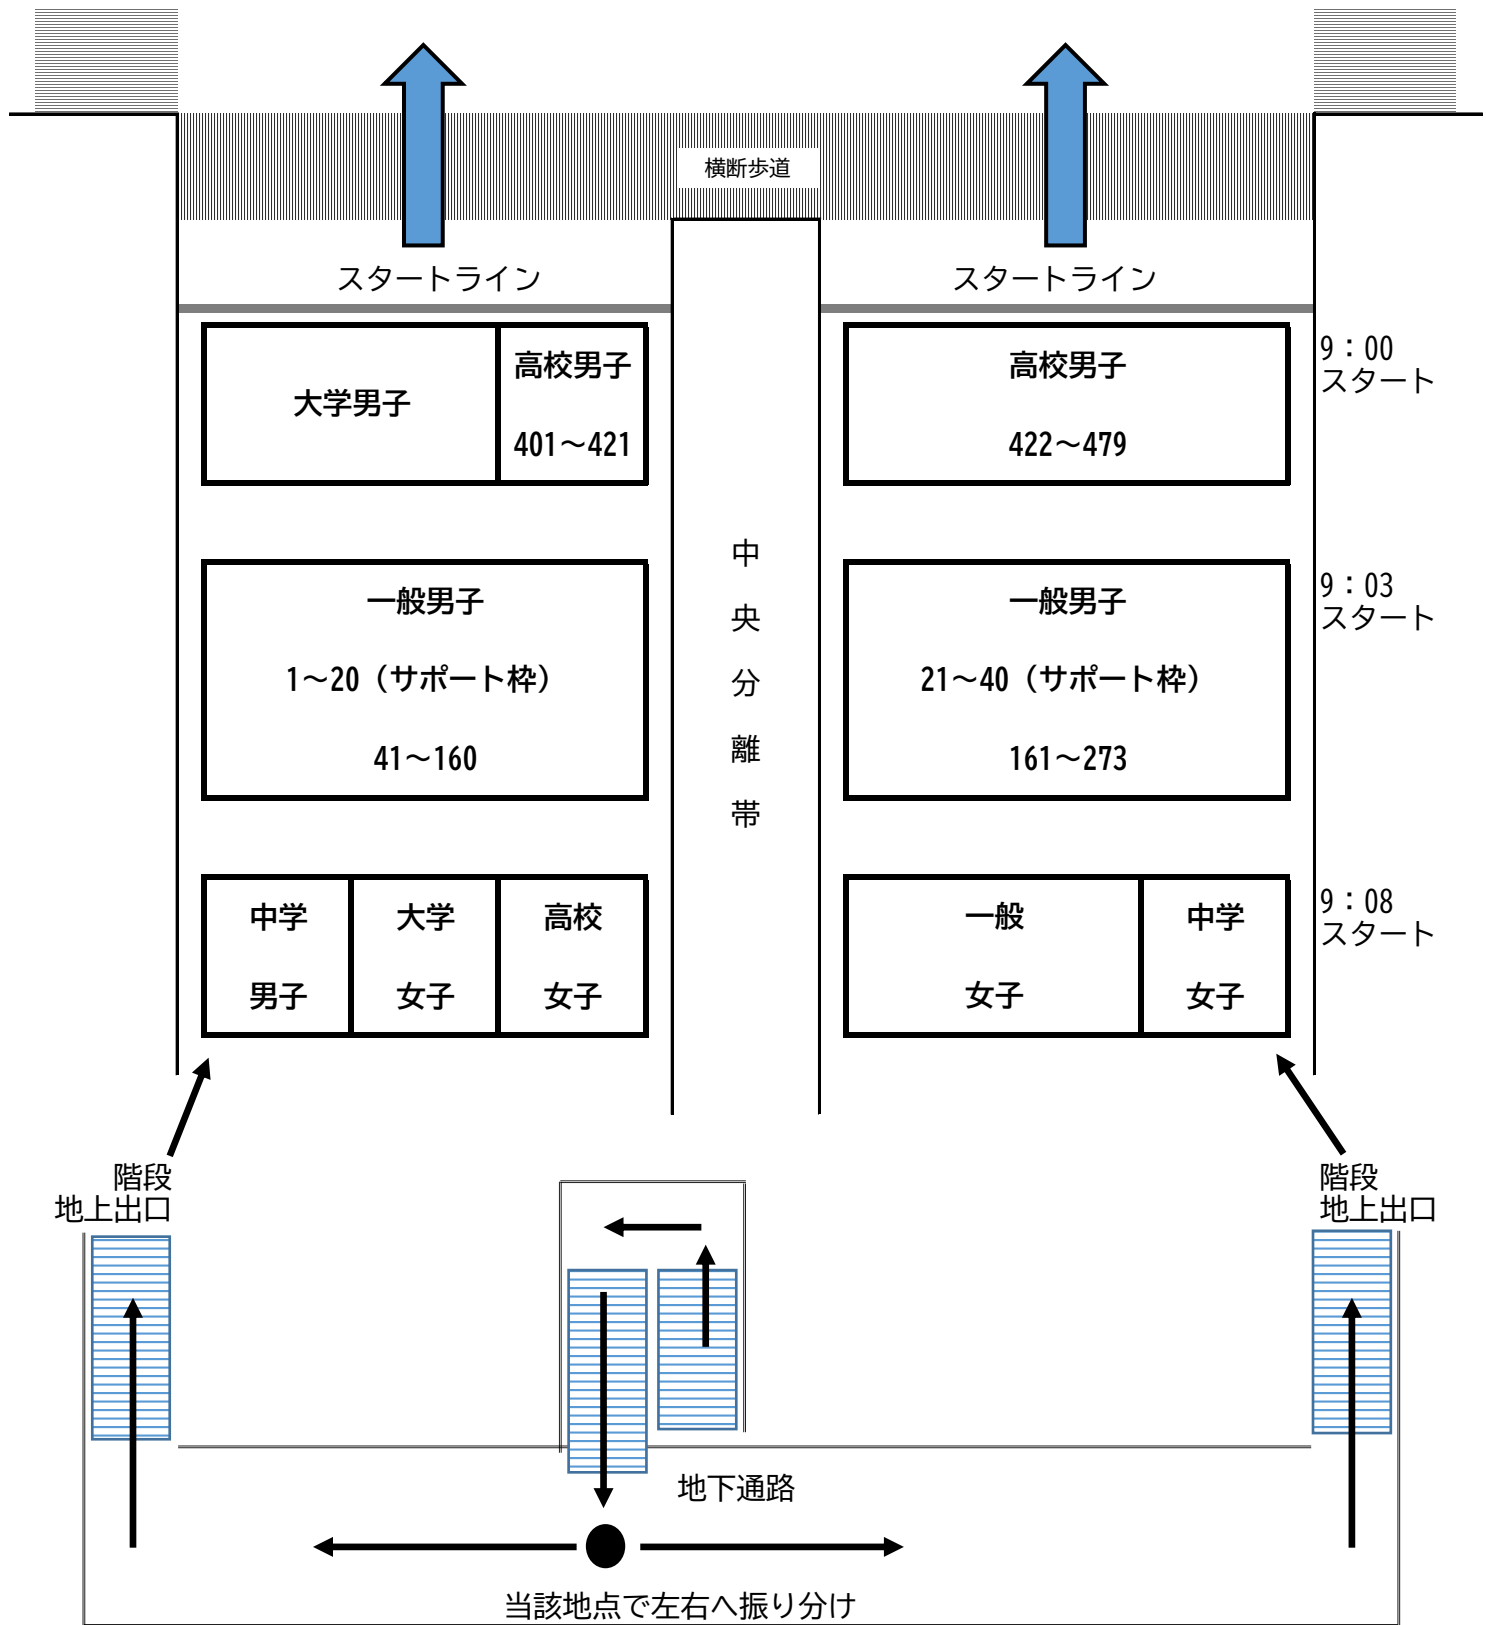 横断歩道
スタートライン
スタートライン
大学男子
高校男子
401～421
高校男子
422～479
9：00
スタート
中央分離帯
一般男子
1～20（サポート枠）
41～160
一般男子
21～40（サポート枠）
161～273
9：03
スタート
中学
男子
大学
女子
高校
女子
一般
女子
中学
女子
9：08
スタート
階段
地上出口
階段
地上出口
地下通路
当該地点で左右へ振り分け